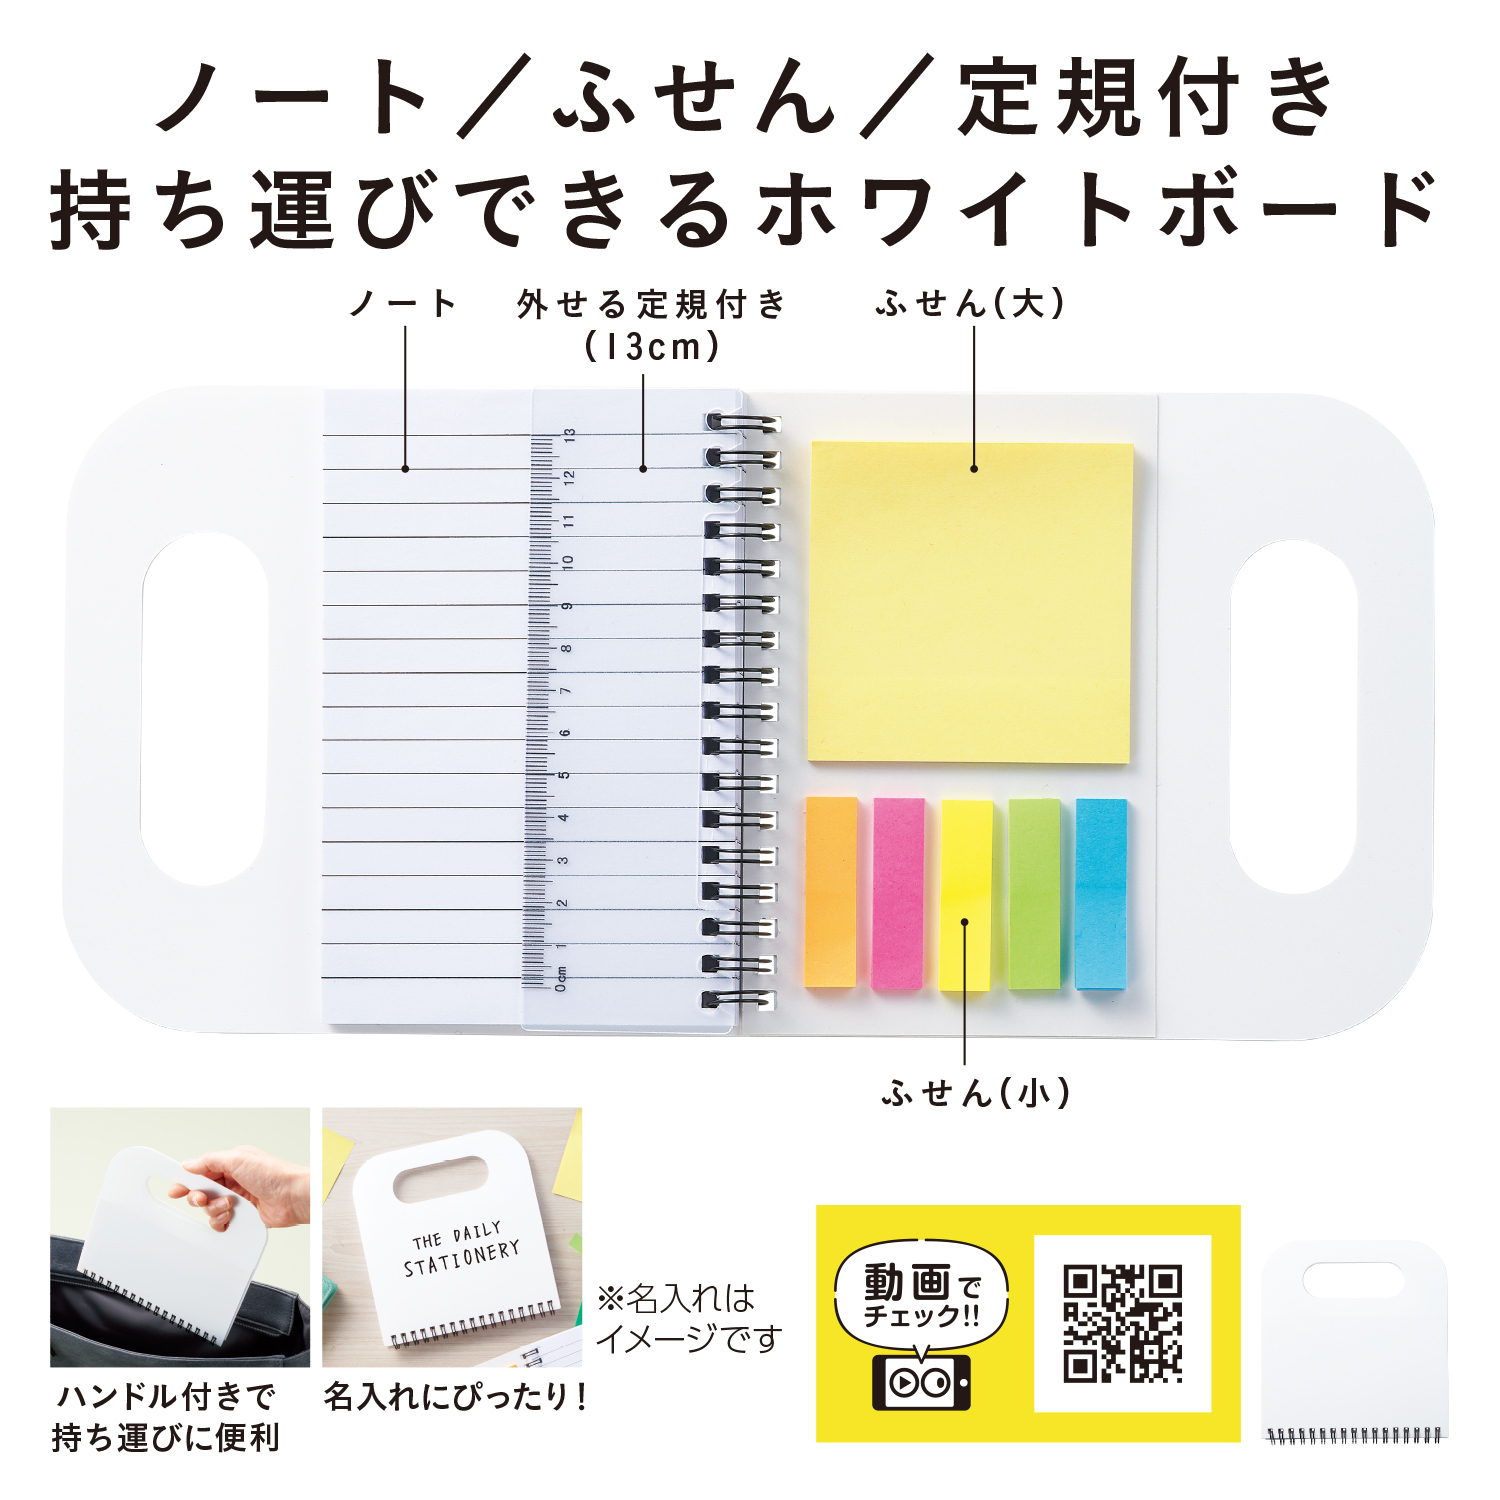 ノート／ふせん／定規付き
持ち運びできるホワイトボード
ノート
外せる定規付き
(13cm)
ふせん(大)
13
12
11
10
9
8
7
6
5
4
3
2
1
0cm
ふせん(小)
THE DAILY
STATIONERY
※名入れは
イメージです
ハンドル付きで
持ち運びに便利
名入れにぴったり!
動画で
チェック!!